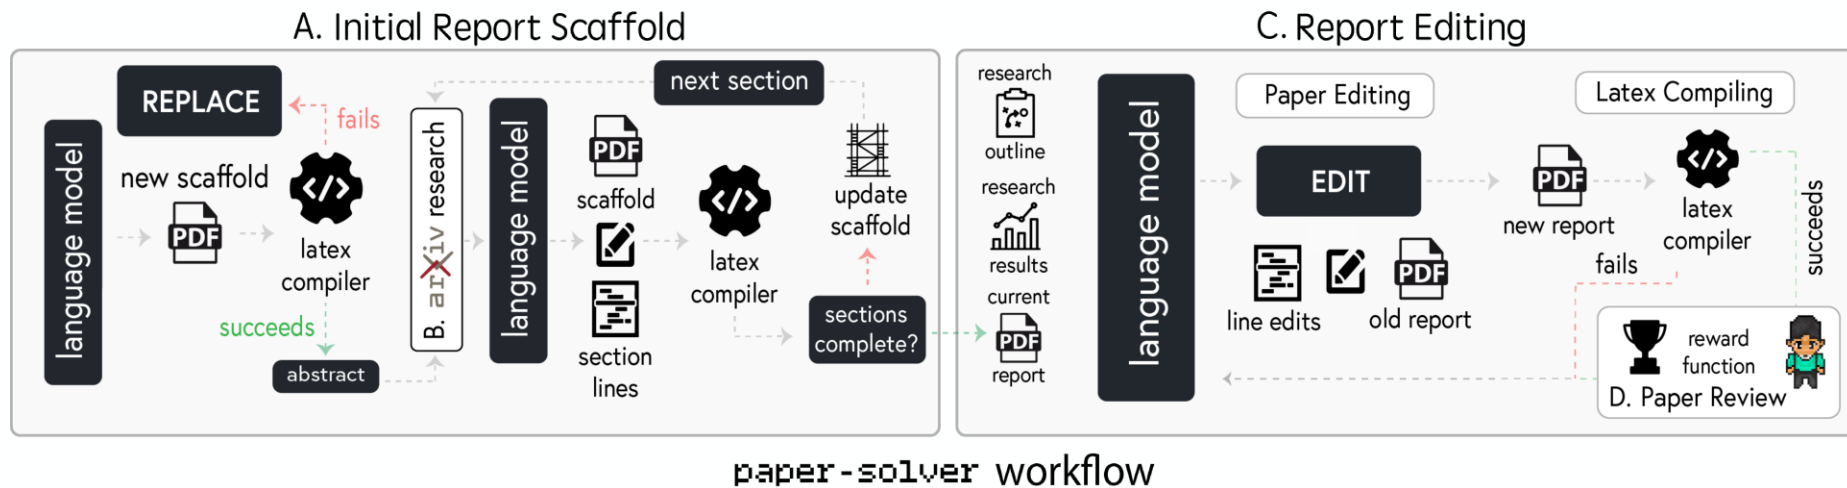 A. Initial Report Scaffold
language model
REPLACE
fails
new scaffold
PDF
</>
latex
compiler
succeeds
abstract
B. arXiv research
language model
next section
PDF
scaffold
section
lines
</>
latex
compiler
update
scaffold
sections
complete?
C. Report Editing
research
outline
research
results
current
PDF
report
language model
Paper Editing
EDIT
line edits
PDF
old report
PDF
new report
Latex Compiling
</>
latex
compiler
fails
succeeds
reward
function
D. Paper Review
paper-solver workflow